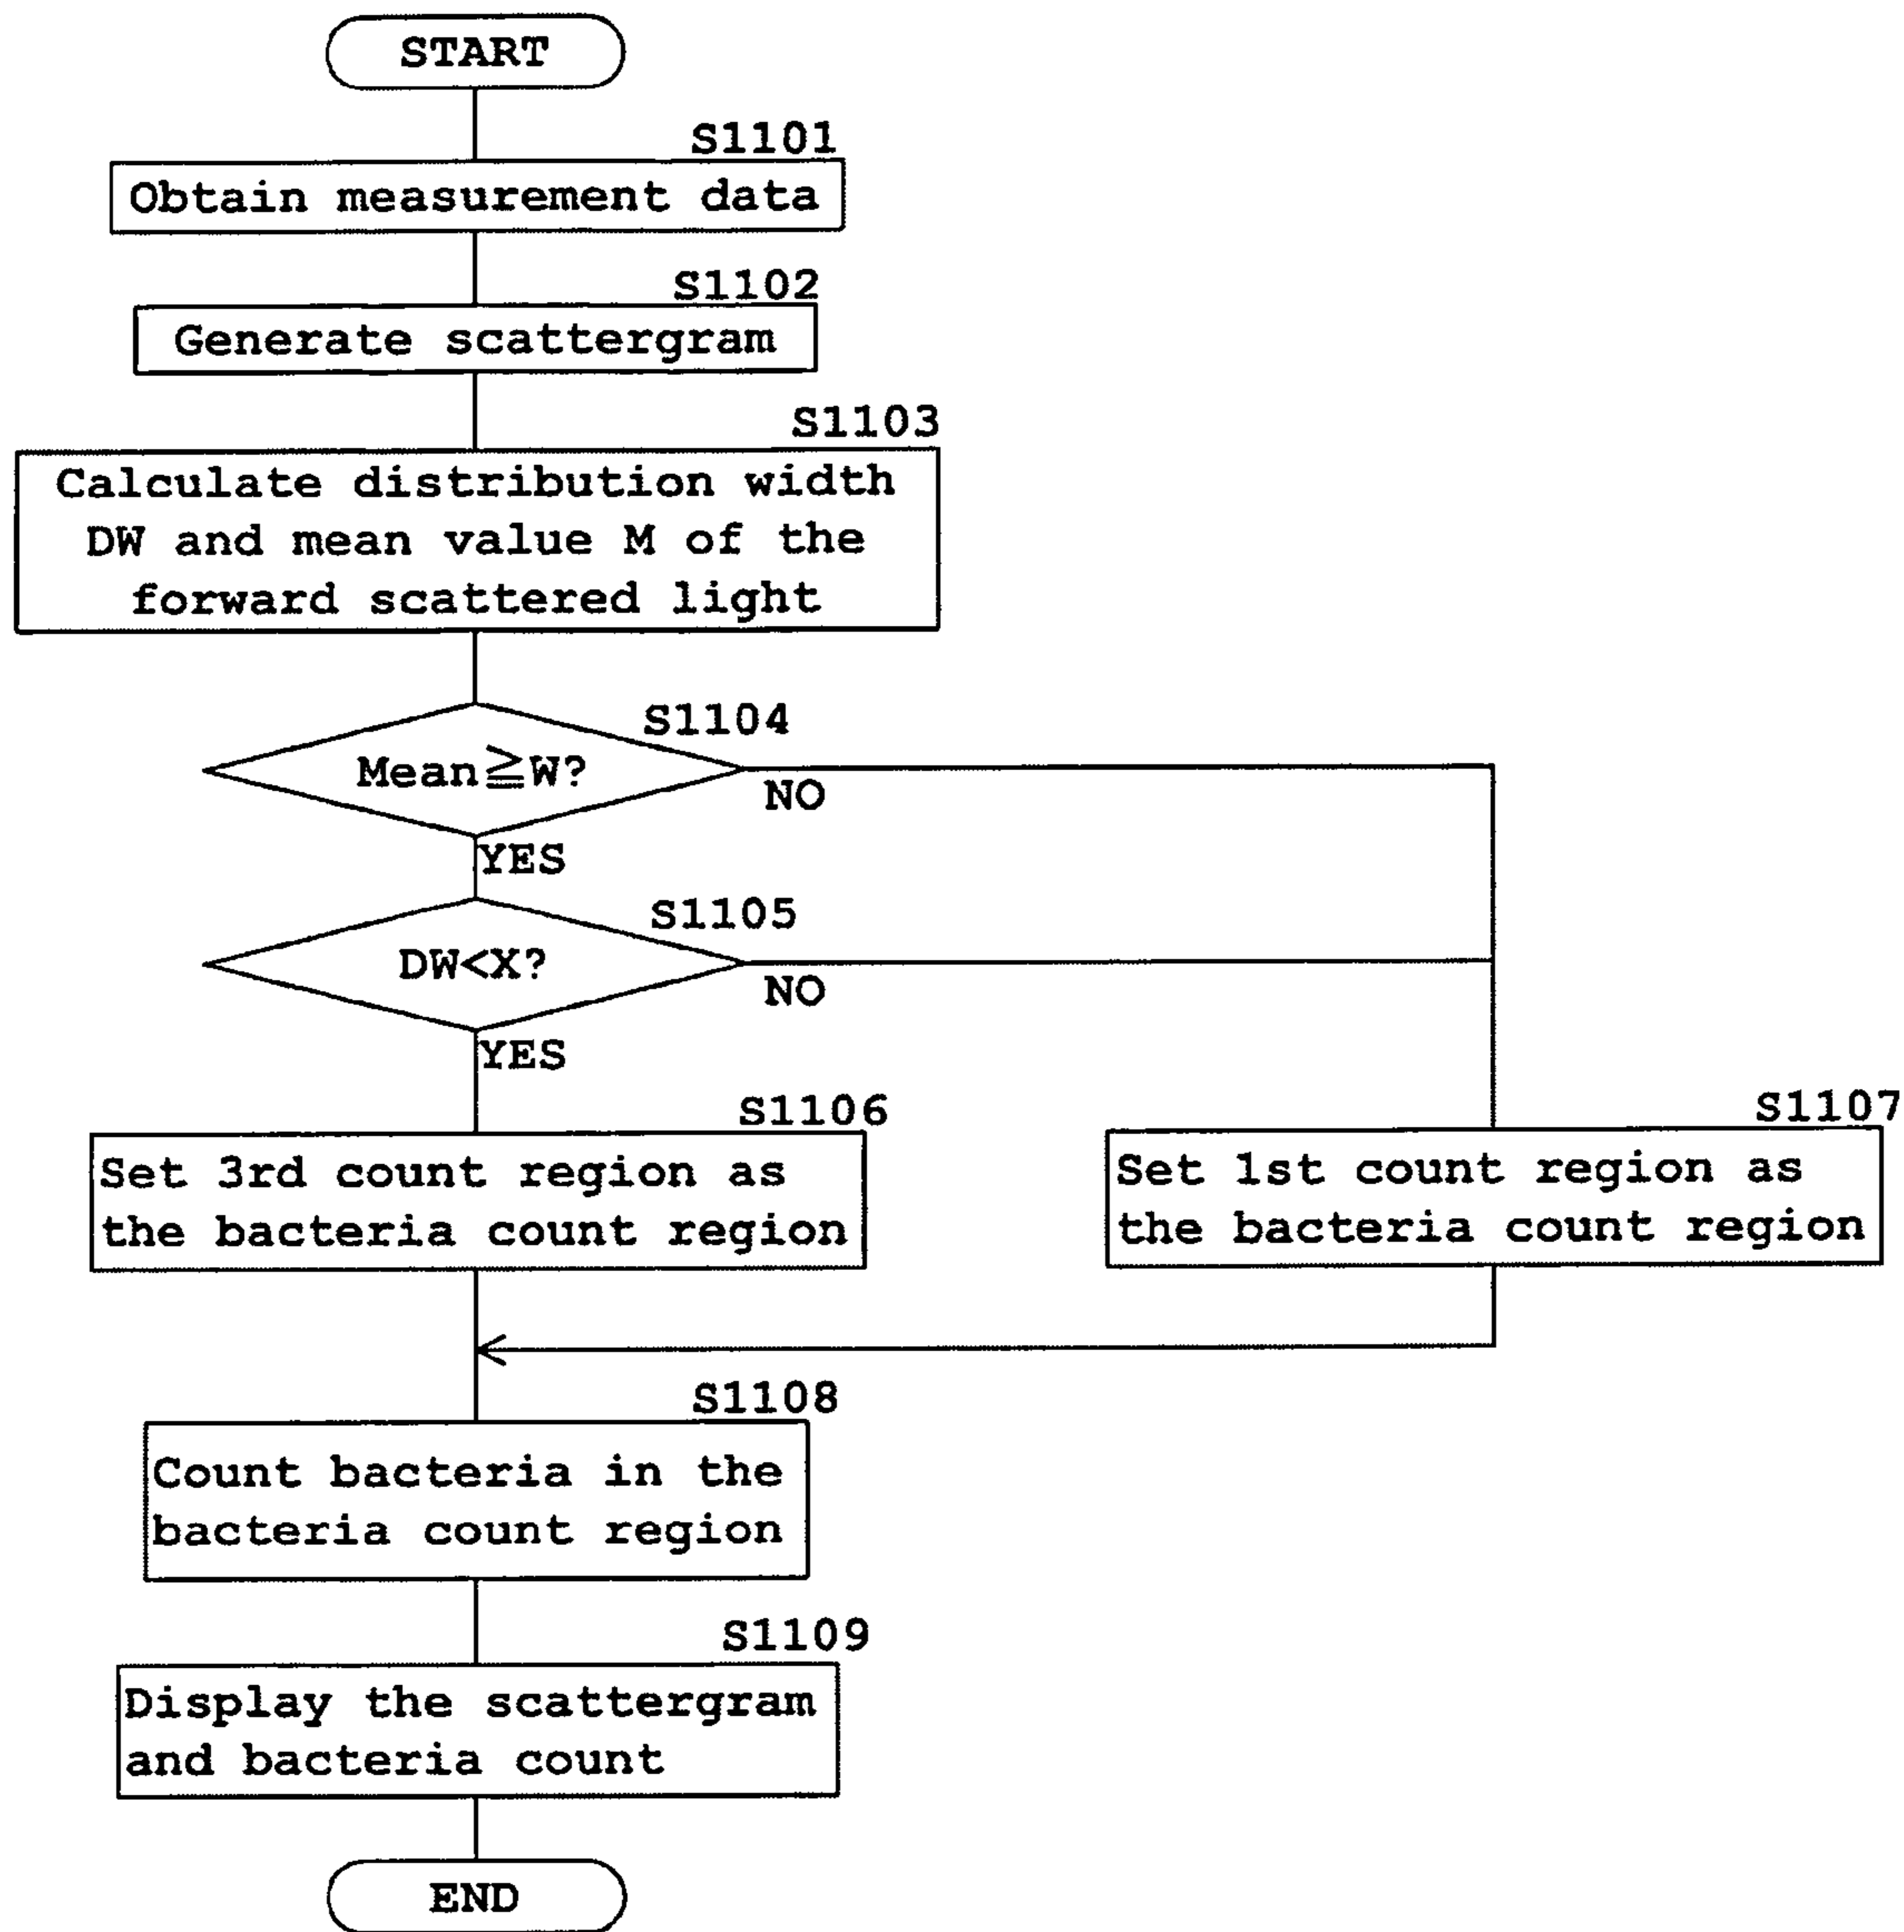 START
S1101
Obtain measurement data
S1102
Generate scattergram
S1103
Calculate distribution width
DW and mean value M of the
forward scattered light
S1104
Mean≧W?
NO
YES
S1105
DW<X?
NO
YES
S1106
Set 3rd count region as
the bacteria count region
S1107
Set 1st count region as
the bacteria count region
S1108
Count bacteria in the
bacteria count region
S1109
Display the scattergram
and bacteria count
END